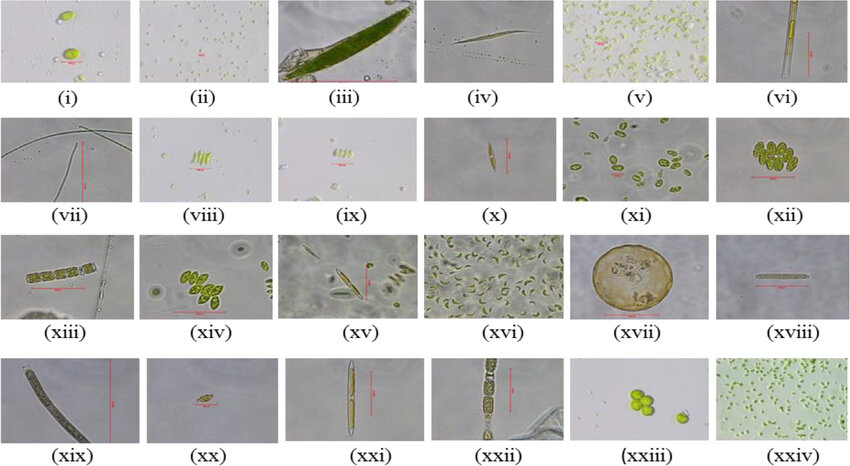 (i) (ii) (iii) (iv) (v) (vi)
(vii) (viii) (ix) (x) (xi) (xii)
(xiii) (xiv) (xv) (xvi) (xvii) (xviii)
(xix) (xx) (xxi) (xxii) (xxiii) (xxiv)